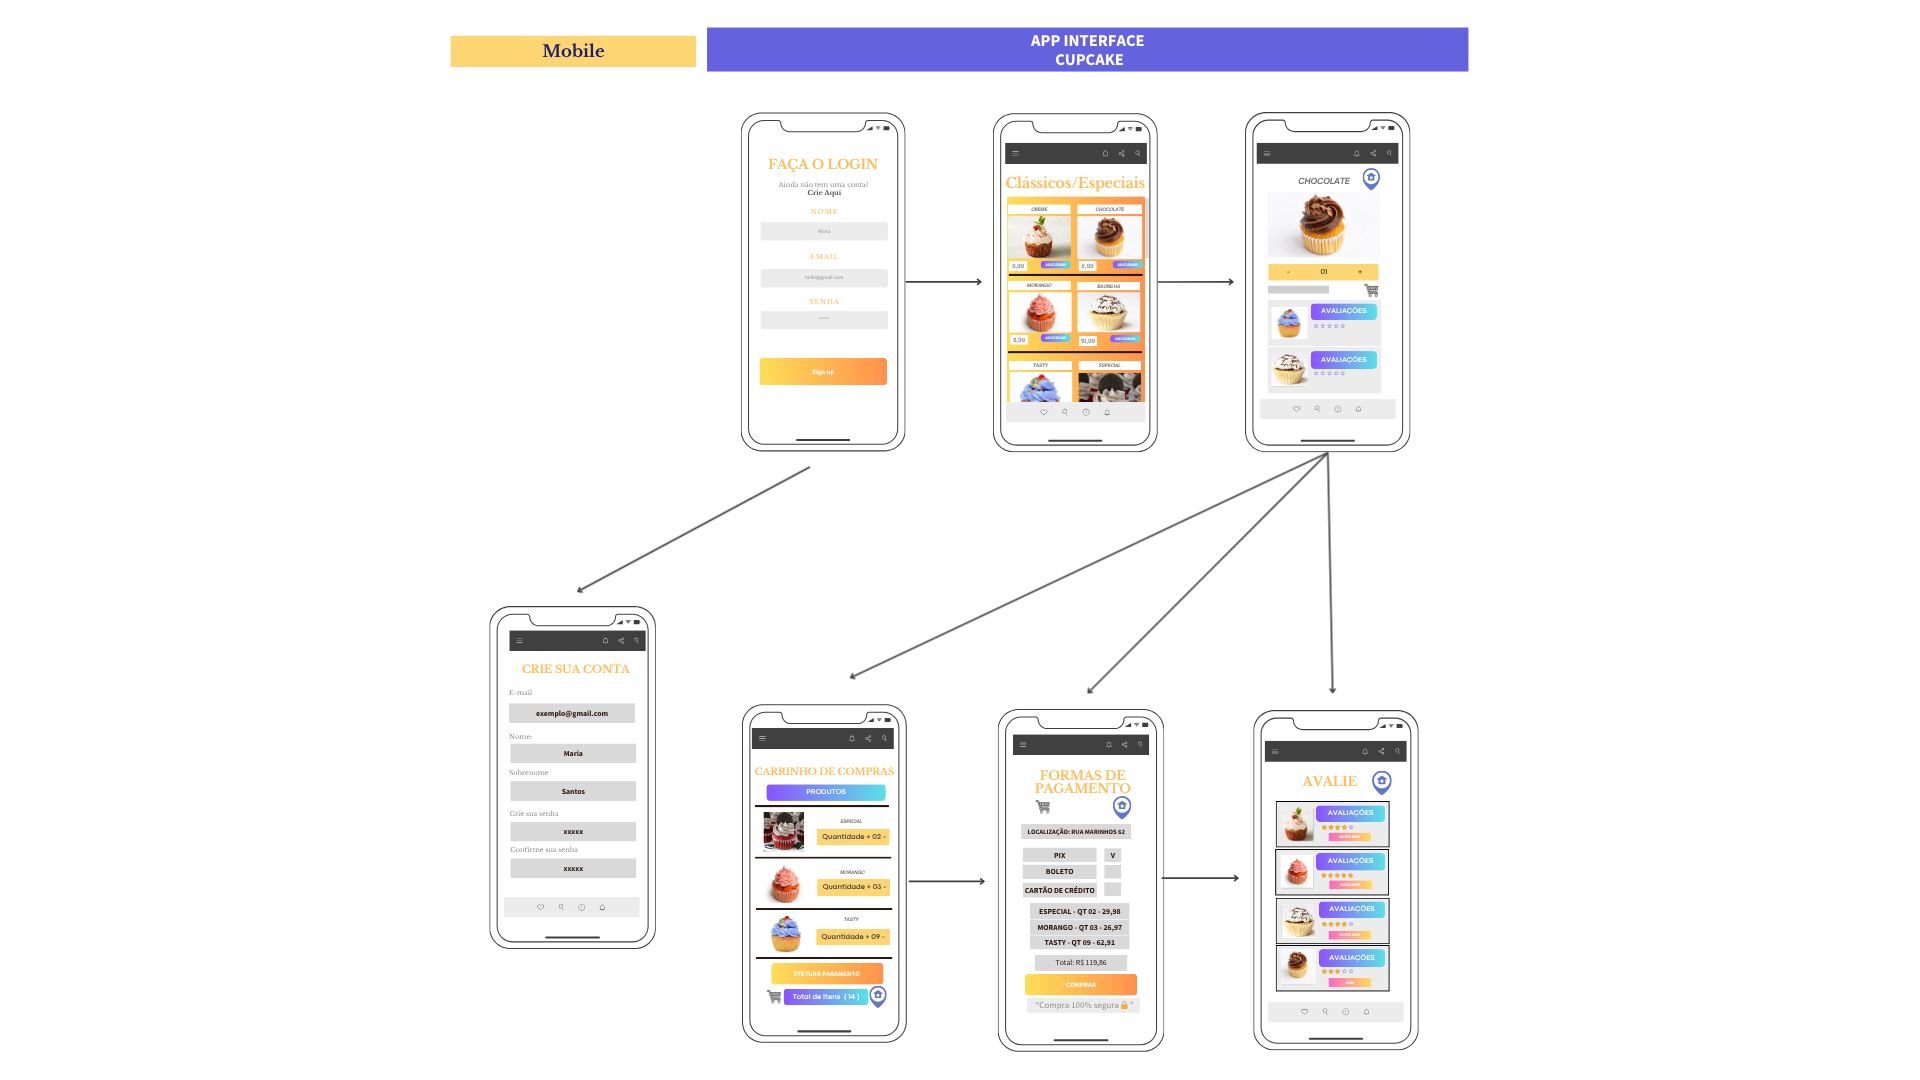 Mobile
APP INTERFACE
CUPCAKE
FAÇA O LOGIN
Ainda não tem uma conta?
Crie Aqui
NOME
Maria
EMAIL
hello@gmail.com
SENHA
*****
Sign up
Clássicos/Especiais
CREME
CHOCOLATE
9,99
ADICIONAR
6,99
ADICIONAR
MORANGO
BAUNILHA
8,99
ADICIONAR
10,99
ADICIONAR
TASTY
ESPECIAL
CHOCOLATE
- 01 +
AVALIAÇÕES
AVALIAÇÕES
CRIE SUA CONTA
E-mail
exemplo@gmail.com
Nome:
Maria
Sobrenome
Santos
Crie sua senha
xxxxx
Confirme sua senha
xxxxx
CARRINHO DE COMPRAS
PRODUTOS
ESPECIAL
Quantidade + 02 -
MORANGO
Quantidade + 03 -
TASTY
Quantidade + 09 -
EFETUAR PAGAMENTO
Total de Itens ( 14 )
FORMAS DE
PAGAMENTO
LOCALIZAÇÃO: RUA MARINHOS 62
PIX
V
BOLETO
CARTÃO DE CRÉDITO
ESPECIAL - QT 02 - 29,98
MORANGO - QT 03 - 26,97
TASTY - QT 09 - 62,91
Total: R$ 119,86
COMPRAR
"Compra 100% segura 🔒"
AVALIE
AVALIAÇÕES
MUITO BOM
AVALIAÇÕES
EXCELENTE
AVALIAÇÕES
MUITO BOM
AVALIAÇÕES
BOM